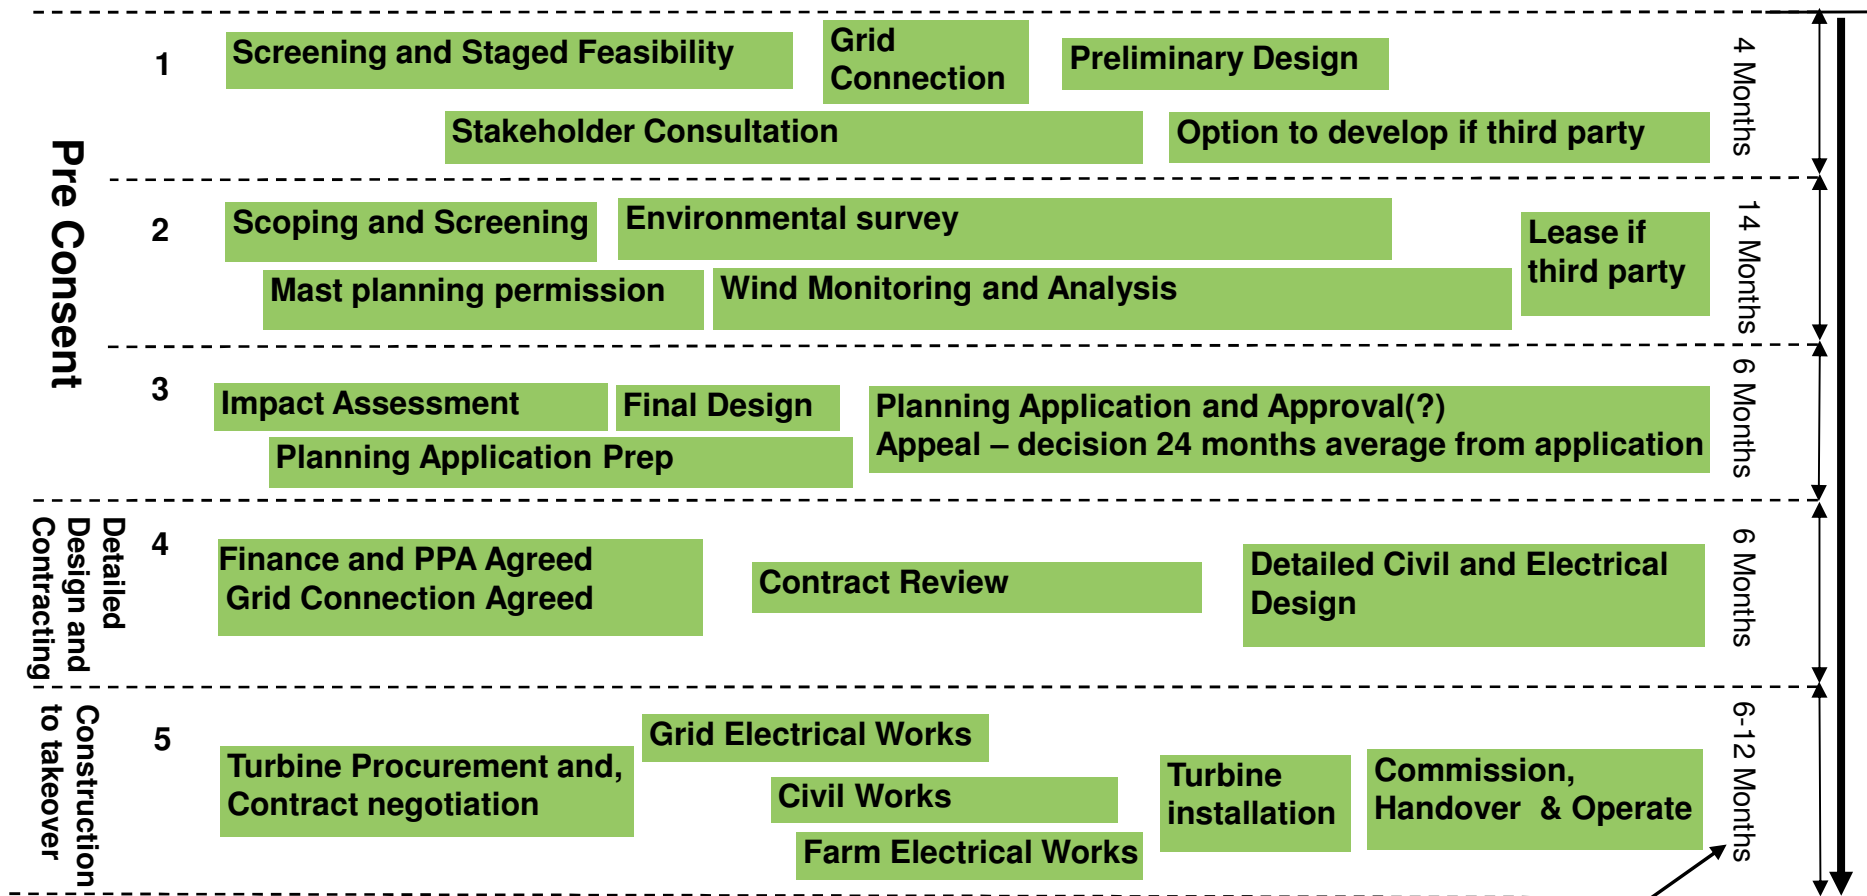 Pre Consent
1
Screening and Staged Feasibility
Grid
Connection
Preliminary Design
Stakeholder Consultation
Option to develop if third party
4 Months
2
Scoping and Screening
Environmental survey
Lease if
third party
Mast planning permission
Wind Monitoring and Analysis
14 Months
3
Impact Assessment
Final Design
Planning Application and Approval(?)
Appeal – decision 24 months average from application
Planning Application Prep
6 Months
Detailed
Design and
Contracting
4
Finance and PPA Agreed
Grid Connection Agreed
Contract Review
Detailed Civil and Electrical
Design
6 Months
Construction
to takeover
5
Turbine Procurement and,
Contract negotiation
Grid Electrical Works
Civil Works
Farm Electrical Works
Turbine
installation
Commission,
Handover & Operate
6-12 Months